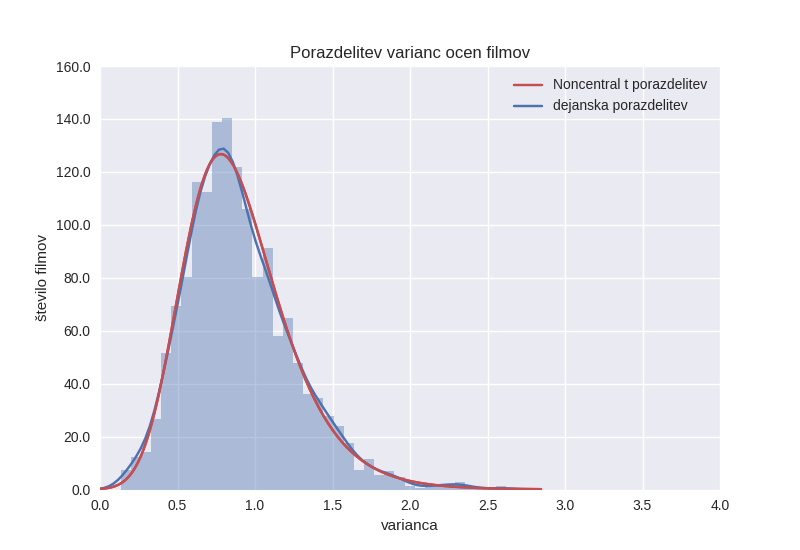 Porazdelitev varianc ocen filmov
Noncentral t porazdelitev
dejanska porazdelitev
160.0
140.0
120.0
100.0
80.0
60.0
40.0
20.0
0.0
število filmov
0.0 0.5 1.0 1.5 2.0 2.5 3.0 3.5 4.0
varianca